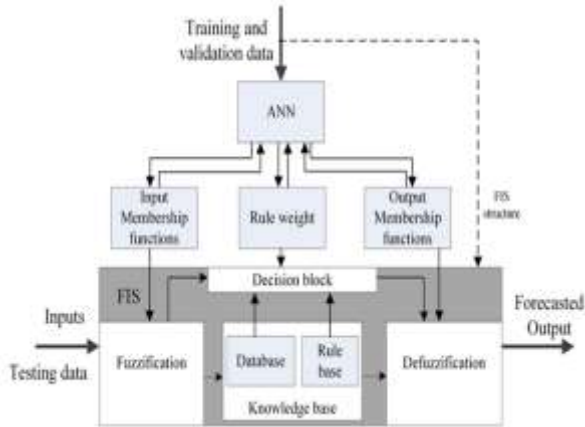 Training and
validation data
ANN
Input
Membership
functions
Rule weight
Output
Membership
functions
FIS
structure
Decision block
FIS
Inputs
Testing data
Fuzzification
Database
Rule
base
Knowledge base
Defuzzification
Forecasted
Output